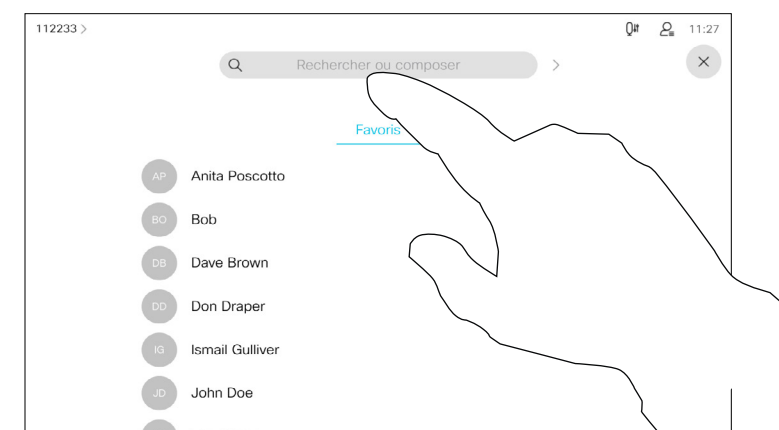 112233 >
11:27
Rechercher ou composer
Favoris
AP Anita Poscotto
BO Bob
DB Dave Brown
DD Don Draper
IG Ismail Gulliver
JD John Doe